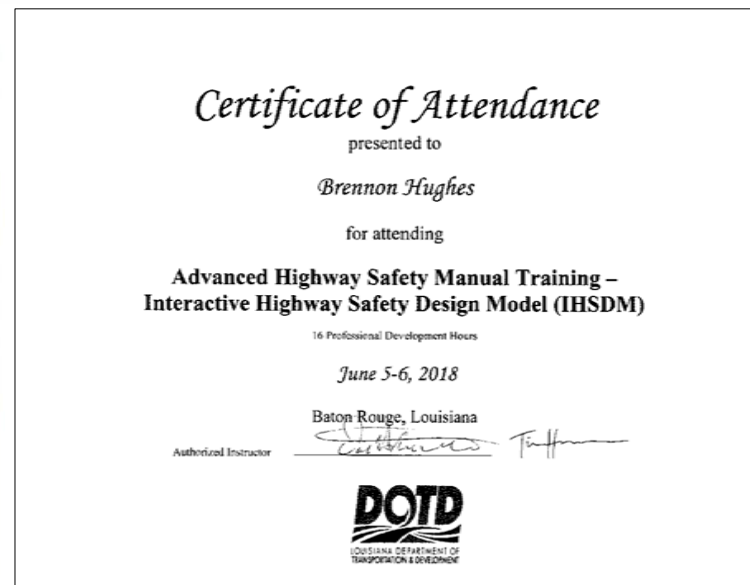 Certificate of Attendance
presented to
Brennon Hughes
for attending
Advanced Highway Safety Manual Training –
Interactive Highway Safety Design Model (IHSDM)
16 Professional Development Hours
June 5-6, 2018
Baton Rouge, Louisiana
Authorized Instructor
DOTD
LOUISIANA DEPARTMENT OF
TRANSPORTATION & DEVELOPMENT